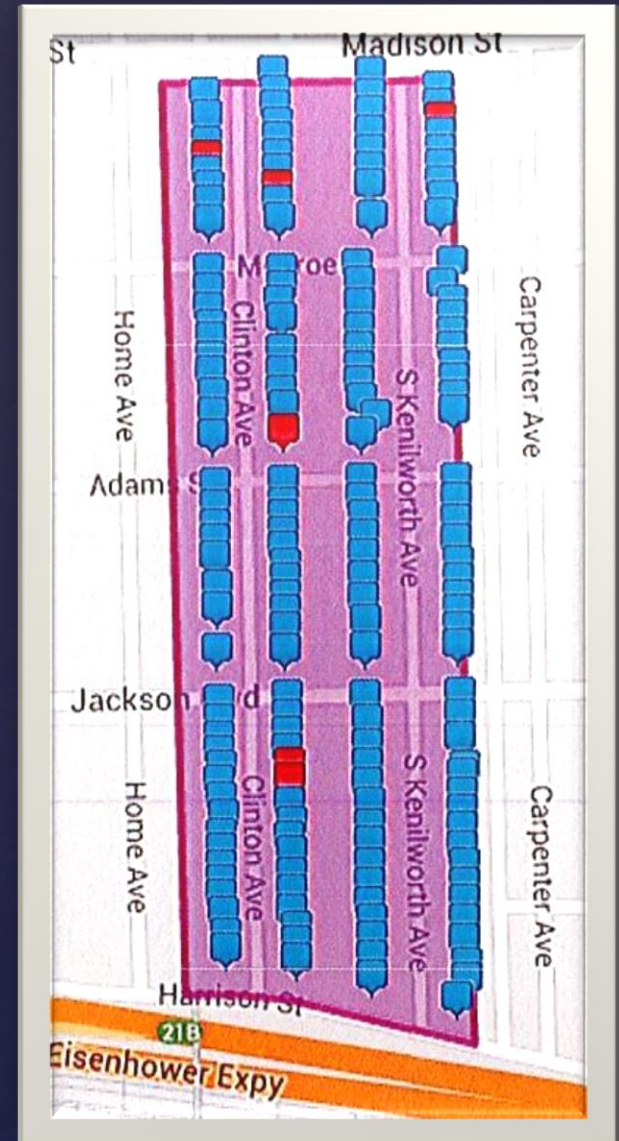 St
Madison St
Home Ave
Clinton Ave
S Kenilworth Ave
Carpenter Ave
Jackson
Home Ave
Clinton Ave
S Kenilworth Ave
Carpenter Ave
Harrison St
21B
Eisenhower Expy